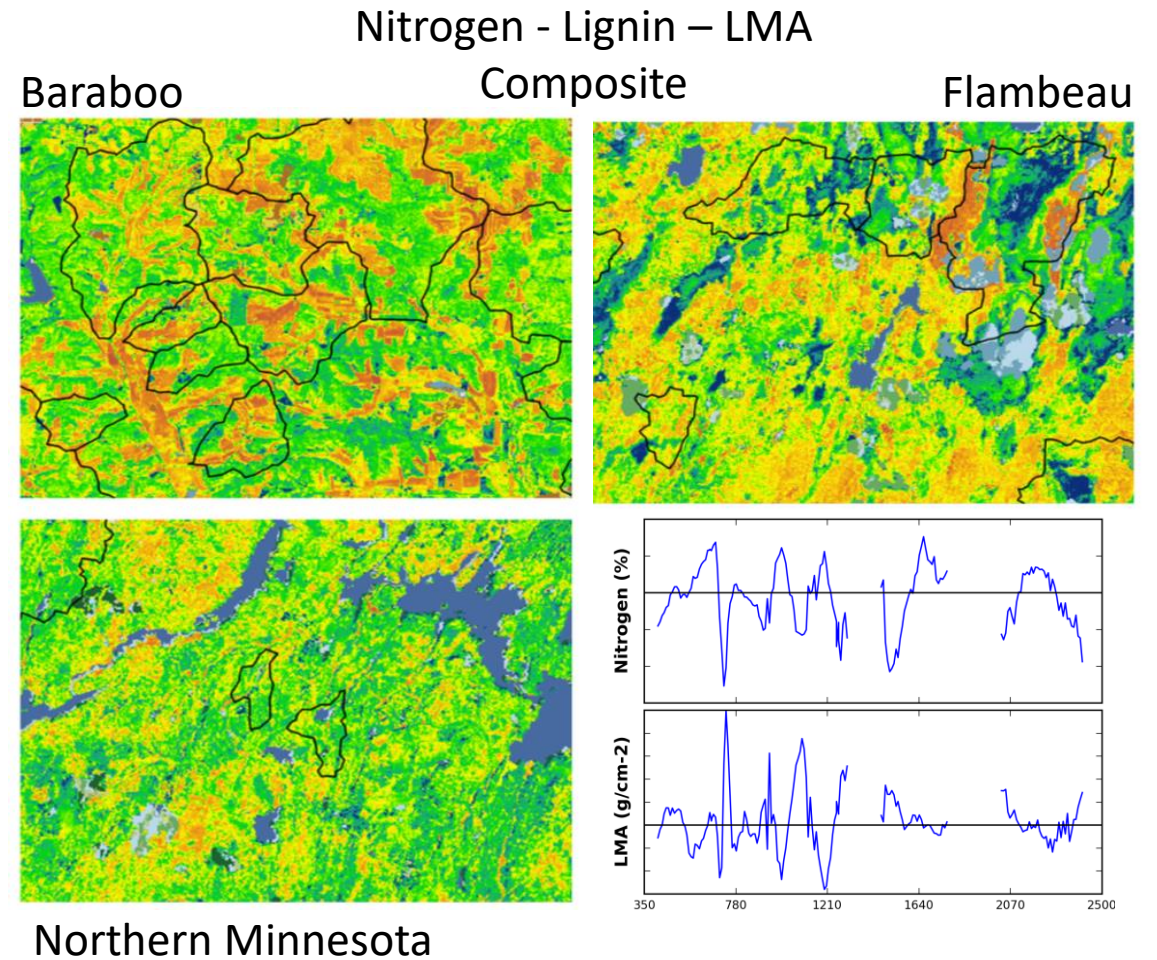 Nitrogen - Lignin – LMA
Composite
Baraboo
Flambeau
Northern Minnesota
Nitrogen (%)
LMA (g/cm-2)
350 780 1210 1640 2070 2500